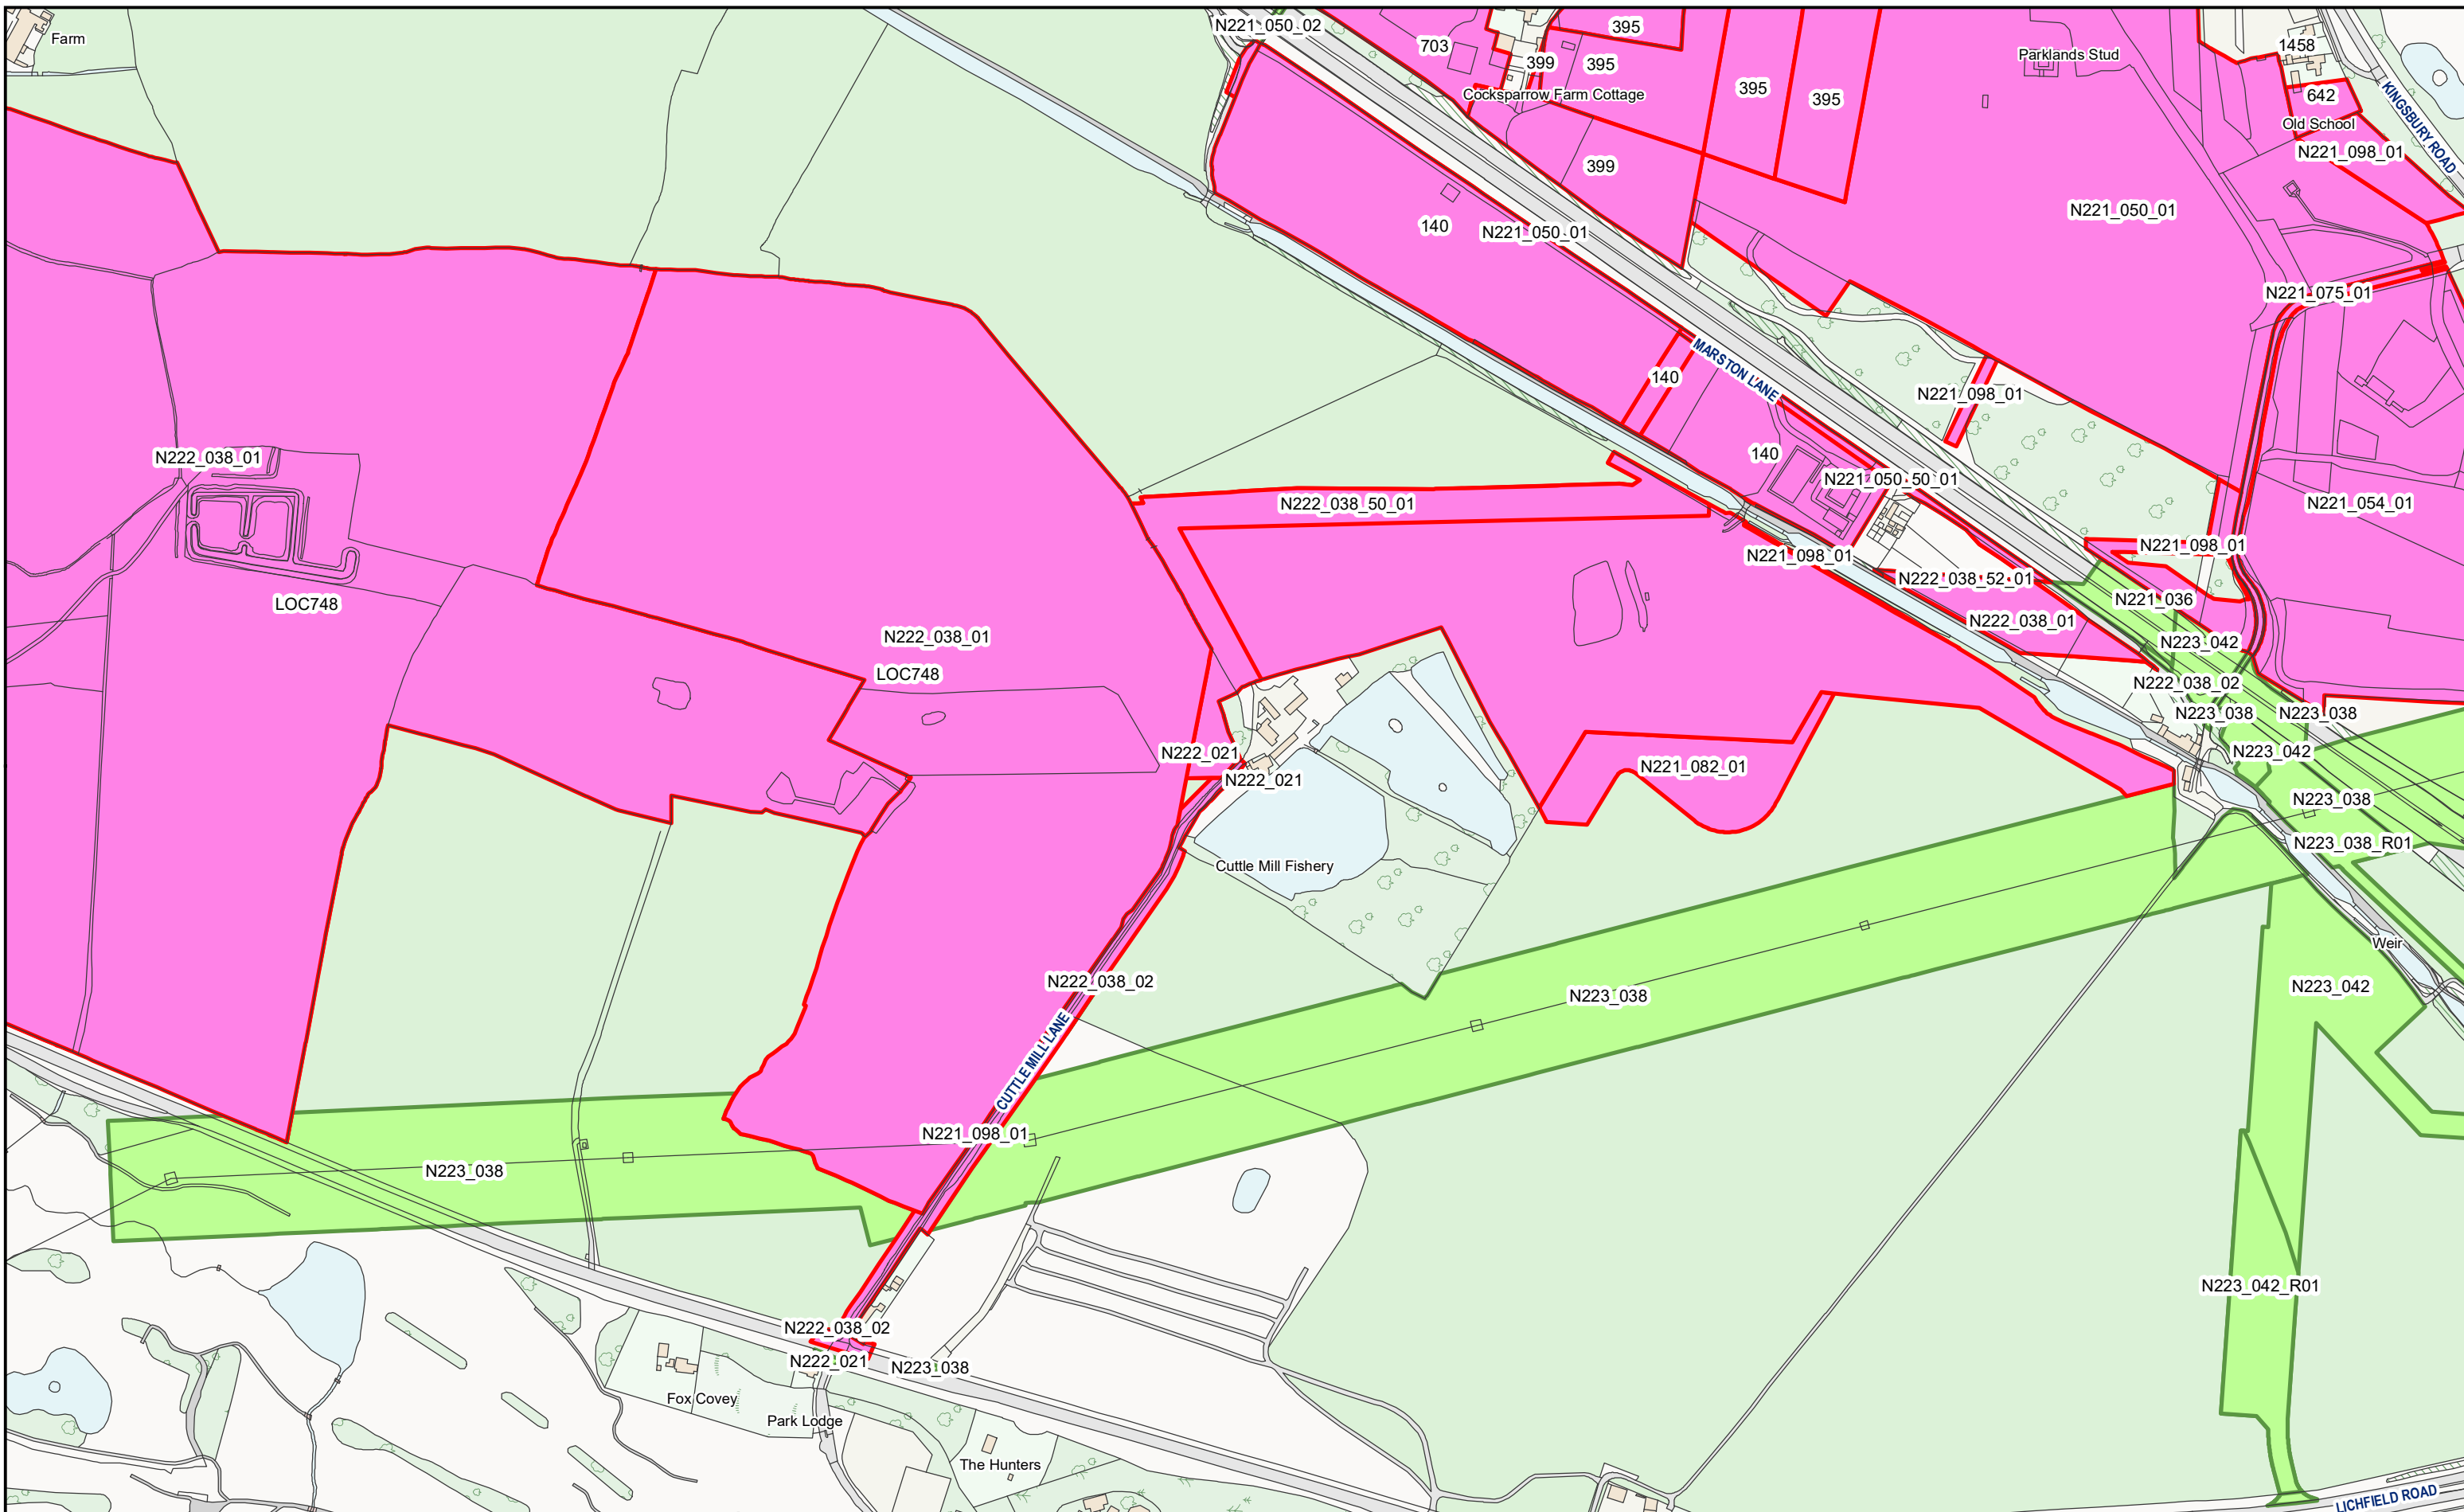 N221_050_02
395
Farm
703
1458
Parklands Stud
399
395
395
Cocksparrow Farm Cottage
395
642
KINGSBURY ROAD
Old School
N221_098_01
399
N221_050_01
140
N221_050_01
N221_075_01
MARSTON LANE
140
N221_098_01
140
N222_038_01
N221_050_50_01
N222_038_50_01
N221_054_01
N221_098_01
N221_098_01
N222_038_52_01
LOC748
N221_036
N222_038_01
N222_038_01
N223_042
LOC748
N222_038_02
N223_038
N223_038
N222_021
N223_042
N221_082_01
N222_021
N223_038
N223_038_R01
Cuttle Mill Fishery
Weir
N222_038_02
N223_042
N223_038
CUTTLE MILL LANE
N221_098_01
N223_038
N223_042_R01
N222_038_02
N222_021
N223_038
Fox Covey
Park Lodge
The Hunters
LICHFIELD ROAD